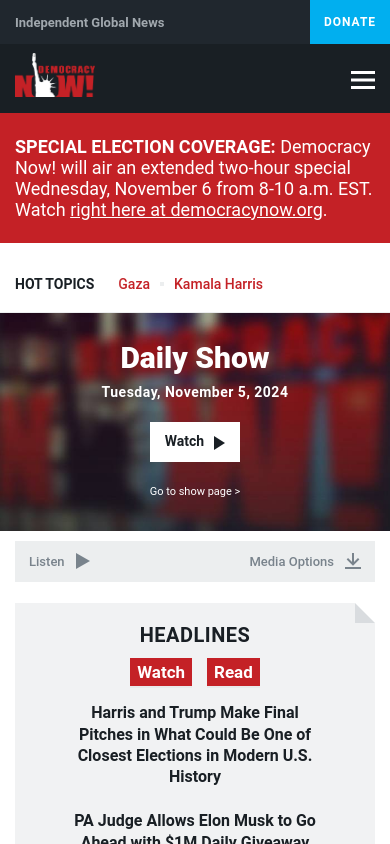 Independent Global News
DONATE
DEMOCRACY
NOW!
SPECIAL ELECTION COVERAGE: Democracy
Now! will air an extended two-hour special
Wednesday, November 6 from 8-10 a.m. EST.
Watch right here at democracynow.org.
HOT TOPICS
Gaza
Kamala Harris
Daily Show
Tuesday, November 5, 2024
Watch
Go to show page >
Listen
Media Options
HEADLINES
Watch
Read
Harris and Trump Make Final
Pitches in What Could Be One of
Closest Elections in Modern U.S.
History
PA Judge Allows Elon Musk to Go
Ahead with $1M Daily Giveaway